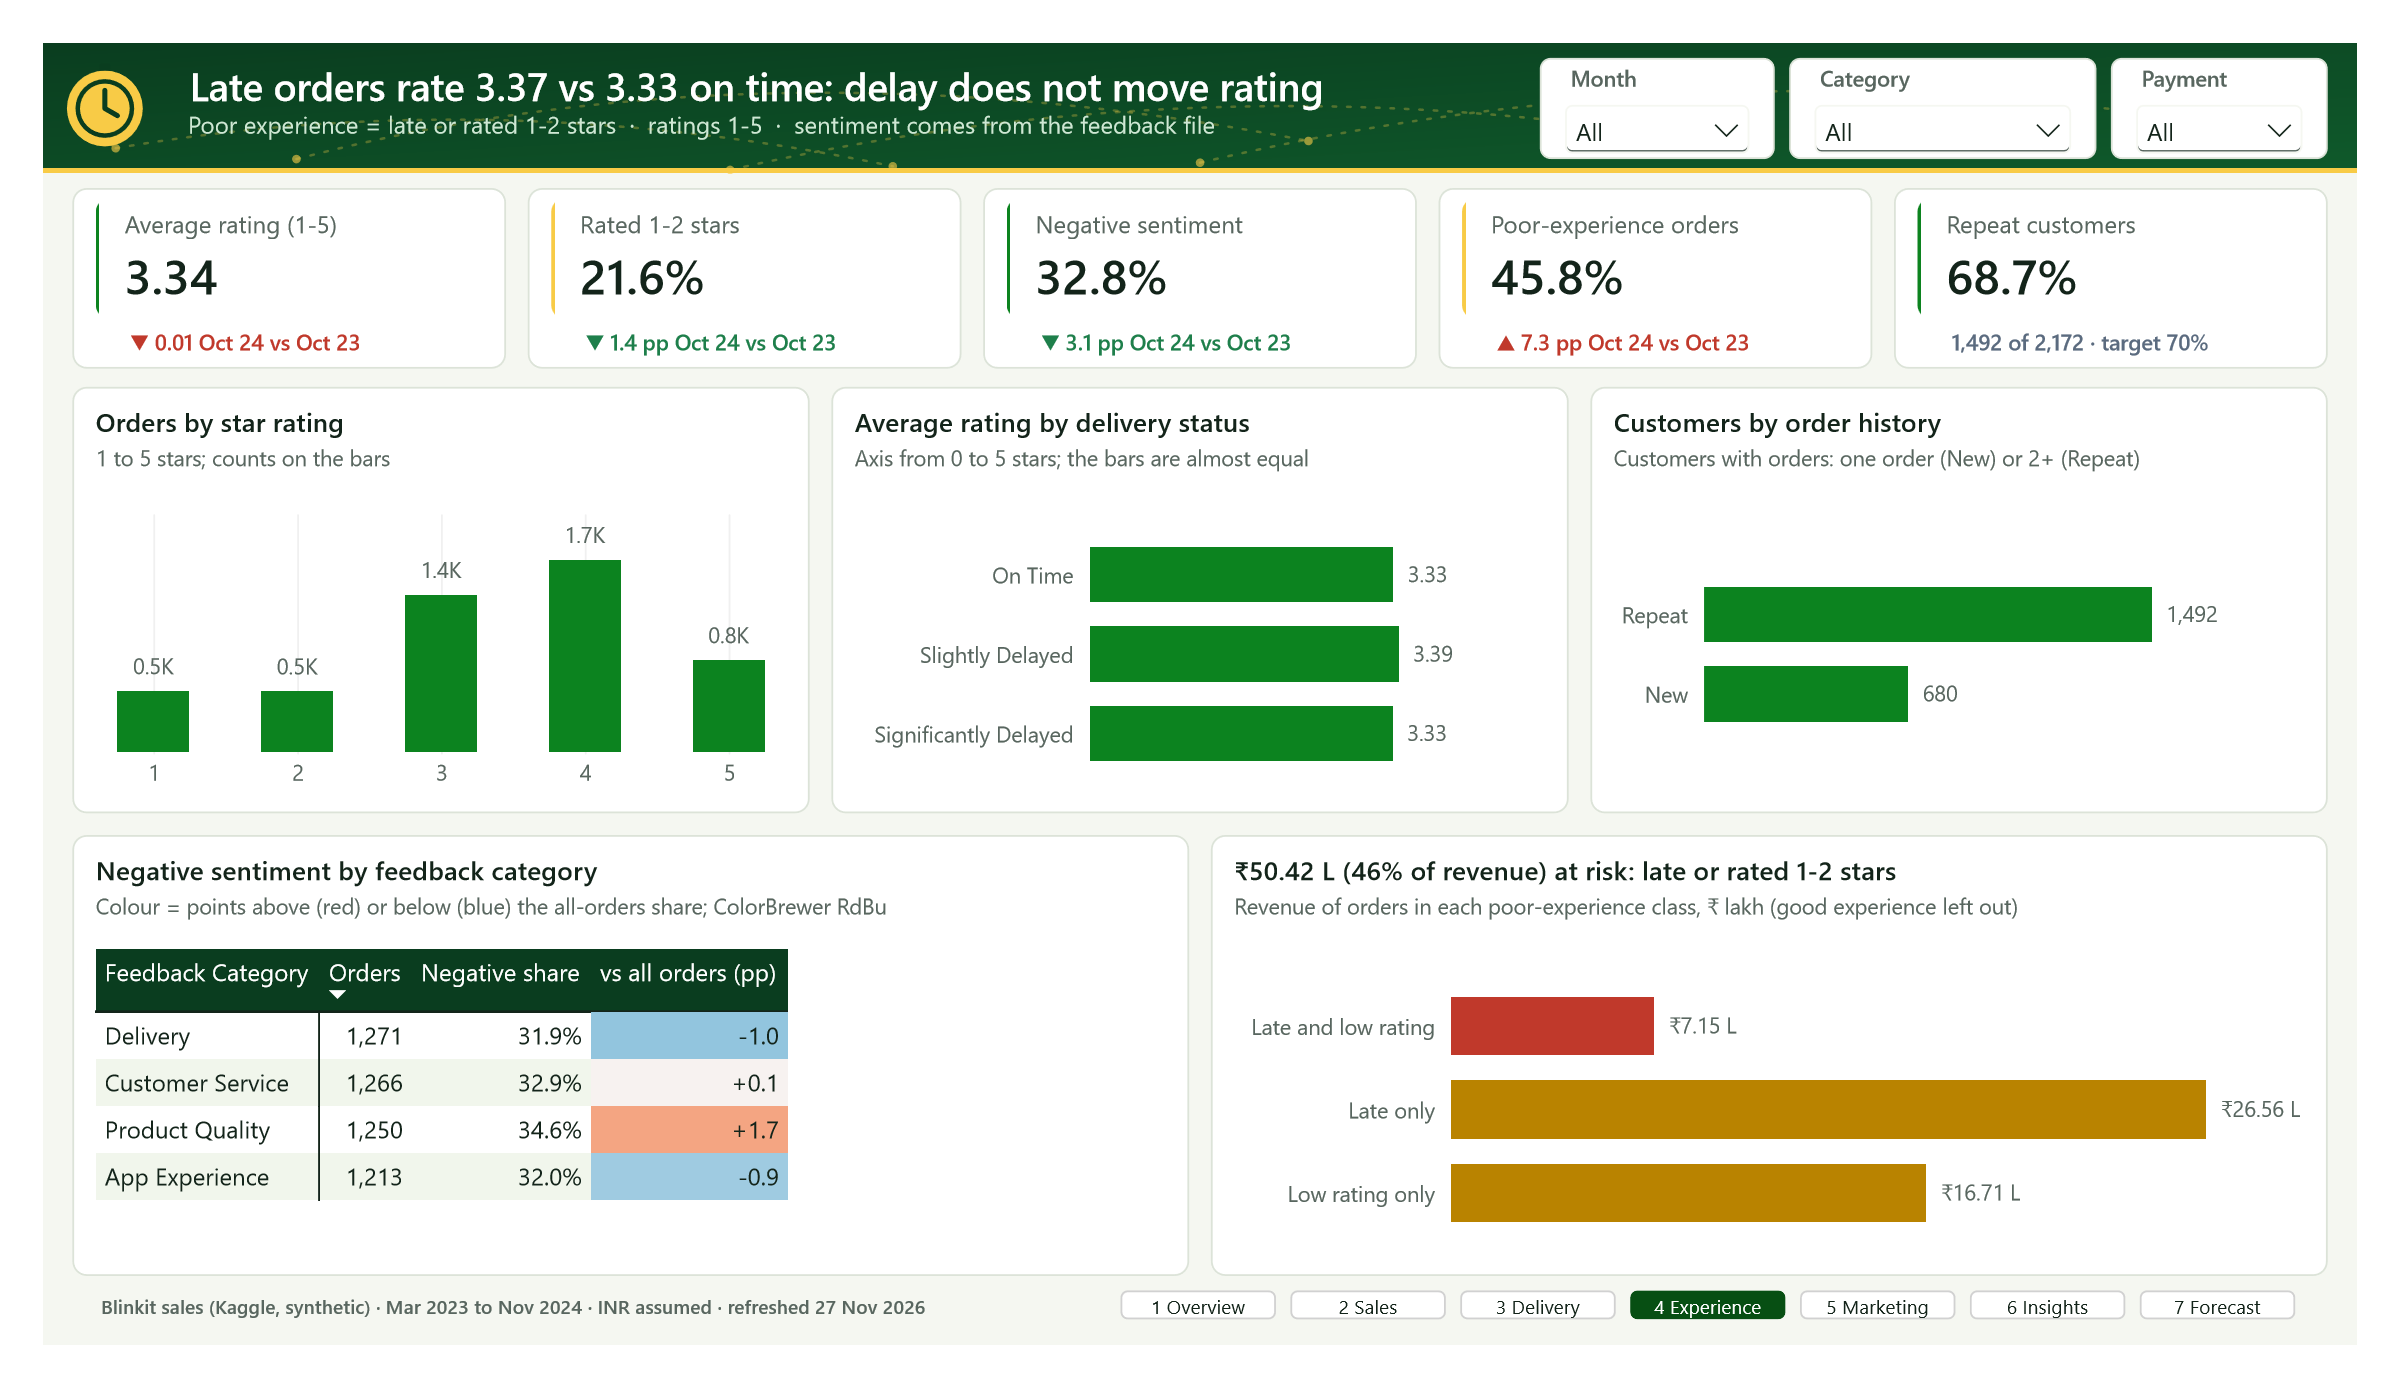 Late orders rate 3.37 vs 3.33 on time: delay does not move rating
Poor experience = late or rated 1-2 stars · ratings 1-5 · sentiment comes from the feedback file
Month
All
Category
All
Payment
All
Average rating (1-5)
3.34
▼ 0.01 Oct 24 vs Oct 23
Rated 1-2 stars
21.6%
▼ 1.4 pp Oct 24 vs Oct 23
Negative sentiment
32.8%
▼ 3.1 pp Oct 24 vs Oct 23
Poor-experience orders
45.8%
▲ 7.3 pp Oct 24 vs Oct 23
Repeat customers
68.7%
1,492 of 2,172 · target 70%
Orders by star rating
1 to 5 stars; counts on the bars
0.5K
0.5K
1.4K
1.7K
0.8K
1 2 3 4 5
Average rating by delivery status
Axis from 0 to 5 stars; the bars are almost equal
On Time 3.33
Slightly Delayed 3.39
Significantly Delayed 3.33
Customers by order history
Customers with orders: one order (New) or 2+ (Repeat)
Repeat 1,492
New 680
Negative sentiment by feedback category
Colour = points above (red) or below (blue) the all-orders share; ColorBrewer RdBu
Feedback Category Orders Negative share vs all orders (pp)
Delivery 1,271 31.9% -1.0
Customer Service 1,266 32.9% +0.1
Product Quality 1,250 34.6% +1.7
App Experience 1,213 32.0% -0.9
₹50.42 L (46% of revenue) at risk: late or rated 1-2 stars
Revenue of orders in each poor-experience class, ₹ lakh (good experience left out)
Late and low rating ₹7.15 L
Late only ₹26.56 L
Low rating only ₹16.71 L
Blinkit sales (Kaggle, synthetic) · Mar 2023 to Nov 2024 · INR assumed · refreshed 27 Nov 2026
1 Overview
2 Sales
3 Delivery
4 Experience
5 Marketing
6 Insights
7 Forecast